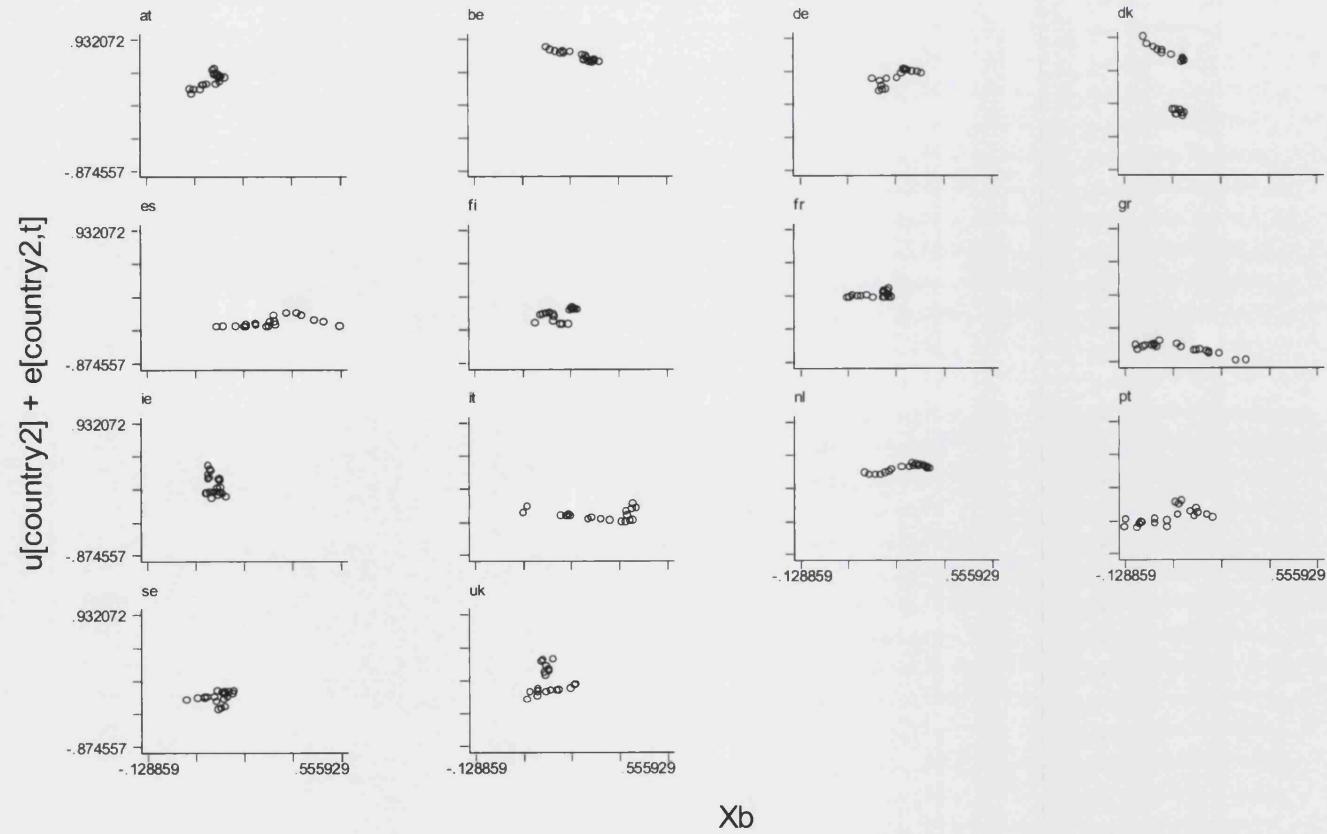 at
be
de
dk
.932072
-.874557
es
fi
fr
gr
.932072
-.874557
ie
it
nl
pt
.932072
-.874557
-.128859 .555929
-.128859 .555929
se
uk
.932072
-.874557
-.128859 .555929
-.128859 .555929
u[country2] + e[country2,t]
Xb